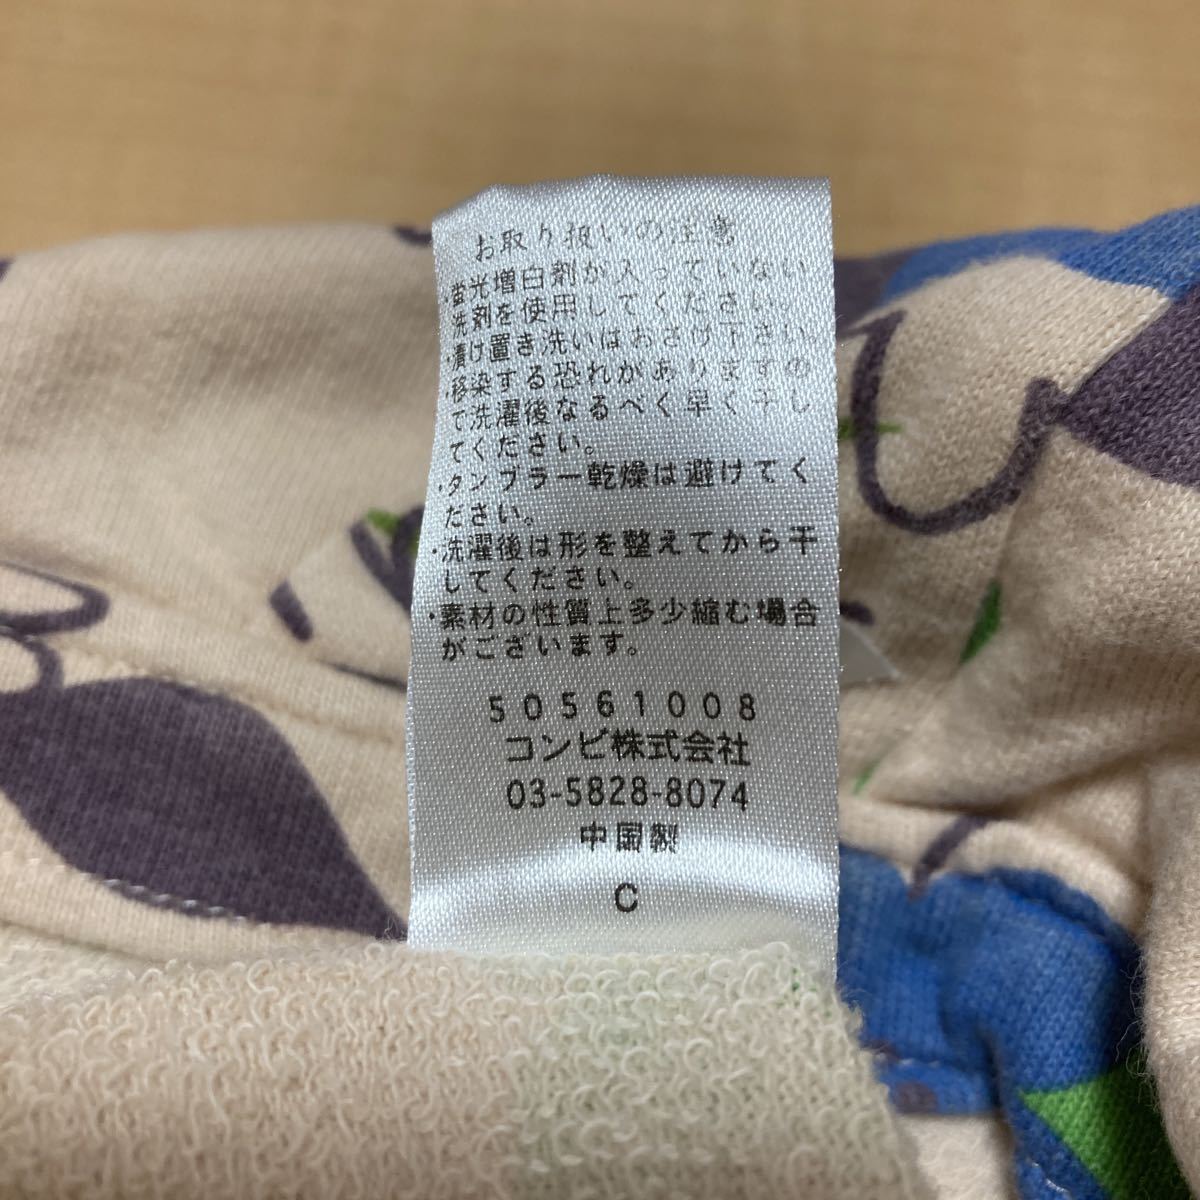 お取り扱いの注意
・蛍光増白剤が入っていない
洗剤を使用してください。
・漬け置き洗いはおさけ下さい。
・移染する恐れがありますの
で洗濯後なるべく早く干し
てください。
・タンブラー乾燥は避けてく
ださい。
・洗濯後は形を整えてから干
してください。
・素材の性質上多少縮む場合
がございます。
50561008
コンビ株式会社
03-5828-8074
中国製
C